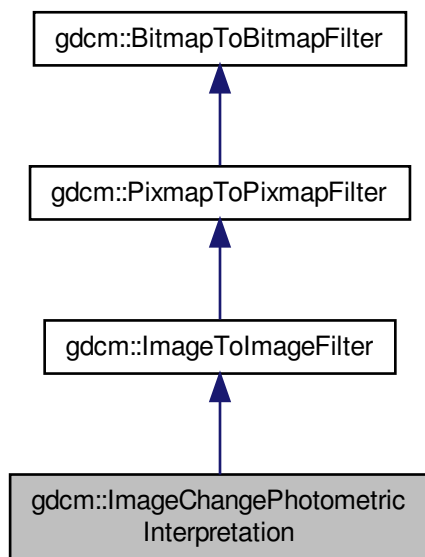 gdcm::BitmapToBitmapFilter
gdcm::PixmapToPixmapFilter
gdcm::ImageToImageFilter
gdcm::ImageChangePhotometric
Interpretation